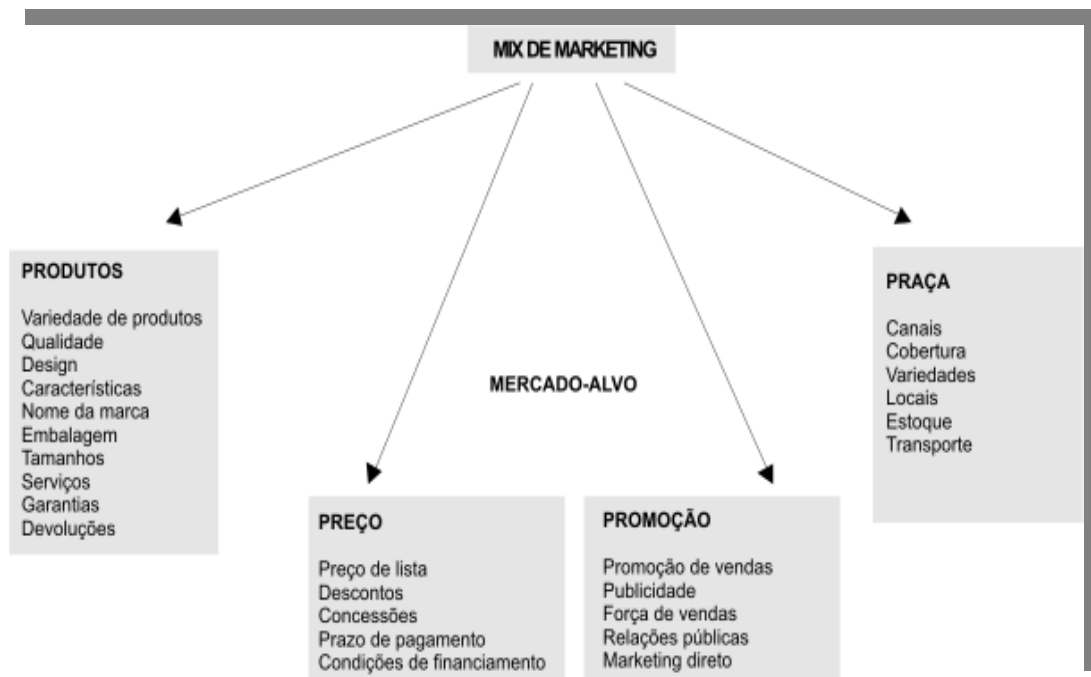 MIX DE MARKETING
PRODUTOS
Variedade de produtos
Qualidade
Design
Características
Nome da marca
Embalagem
Tamanhos
Serviços
Garantias
Devoluções
MERCADO-ALVO
PREÇO
Preço de lista
Descontos
Concessões
Prazo de pagamento
Condições de financiamento
PROMOÇÃO
Promoção de vendas
Publicidade
Força de vendas
Relações públicas
Marketing direto
PRAÇA
Canais
Cobertura
Variedades
Locais
Estoque
Transporte